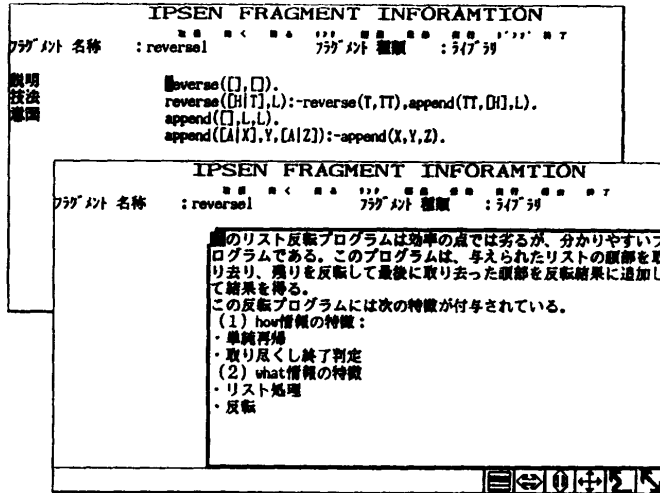 IPSEN FRAGMENT INFORAMTION
フラグメント 名称 : reverse1 フラグメント 種類 : ライブラリ
説明
技法
意図
reverse([],[]).
reverse([H|T],L):-reverse(T,TT),append(TT,[H],L).
append([],L,L).
append([A|X],Y,[A|Z]):-append(X,Y,Z).
IPSEN FRAGMENT INFORAMTION
フラグメント 名称 : reverse1 フラグメント 種類 : ライブラリ
のリスト反転プログラムは効率の点では劣るが、分かりやすいプ
ログラムである。このプログラムは、与えられたリストの頭部を取
り去り、残りを反転して最後に取り去った頭部を反転結果に追加し
て結果を得る。
この反転プログラムには次の特徴が付与されている。
(1) how情報の特徴：
・単純再帰
・取り尽くし終了判定
(2) what情報の特徴
・リスト処理
・反転